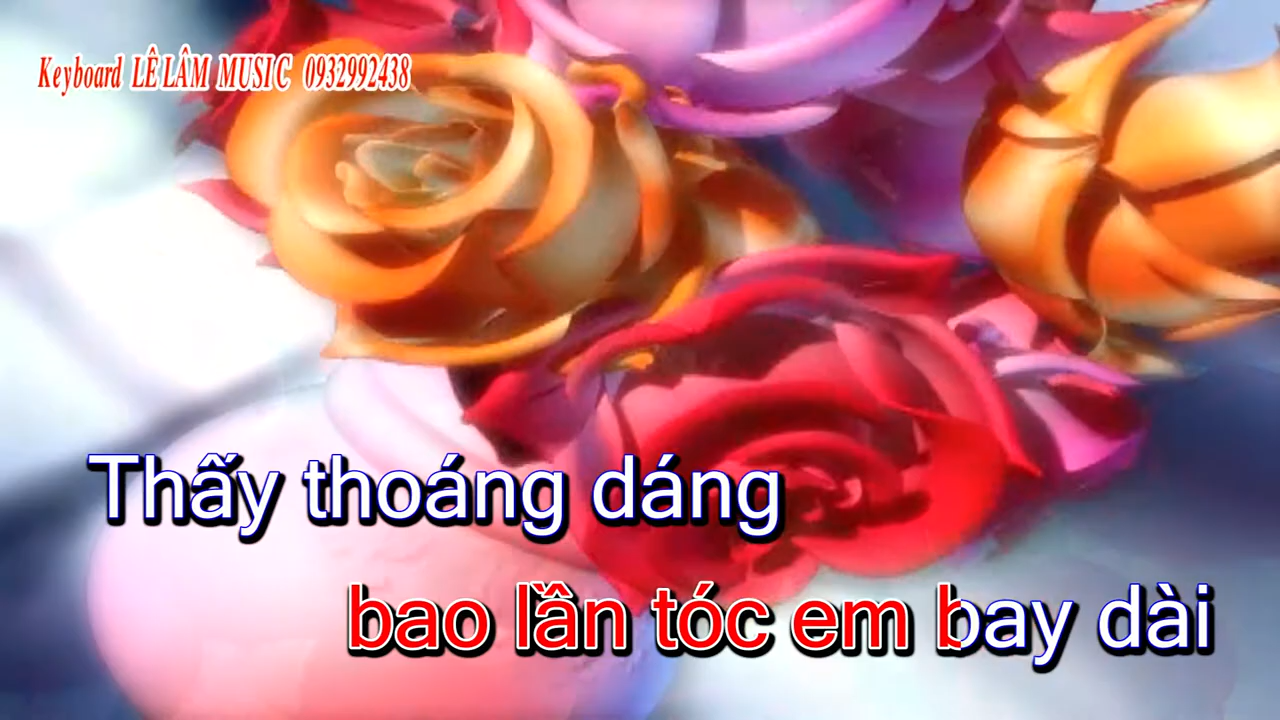 Keyboard LÊ LÂM MUSIC 0932992438
Thấy thoáng dáng
bao lần tóc em bay dài